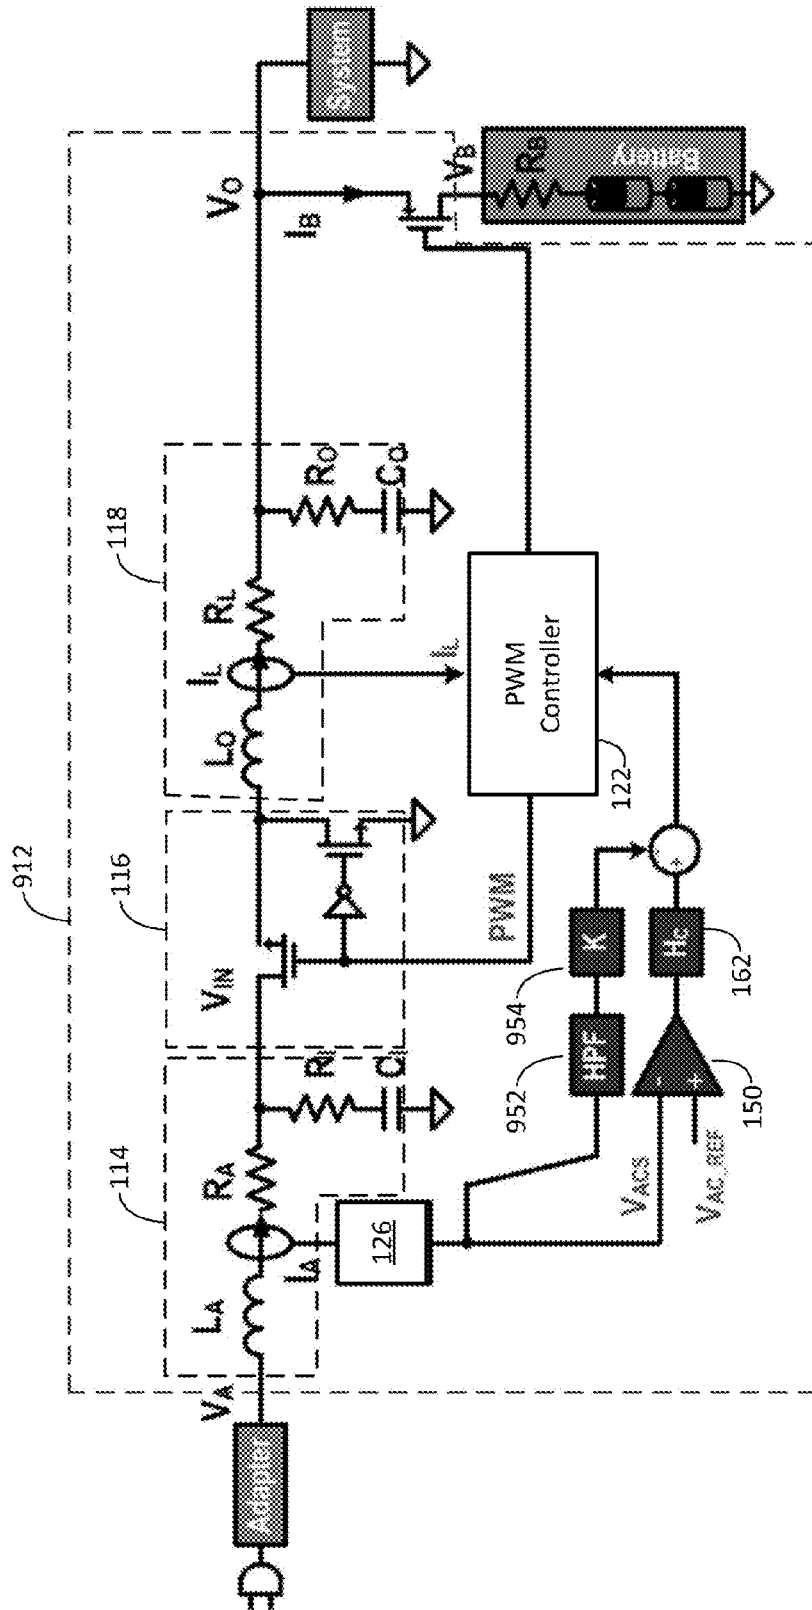 912
114
116
118
Adapter
VA
LA
IA
RA
RI
CI
VIN
LO
IL
RL
RO
CO
VO
IB
System
VB
RB
Battery
126
PWM
IL
PWM
Controller
122
952
HPF
954
K
VACS
VAC_REF
-
+
150
HC
162
+